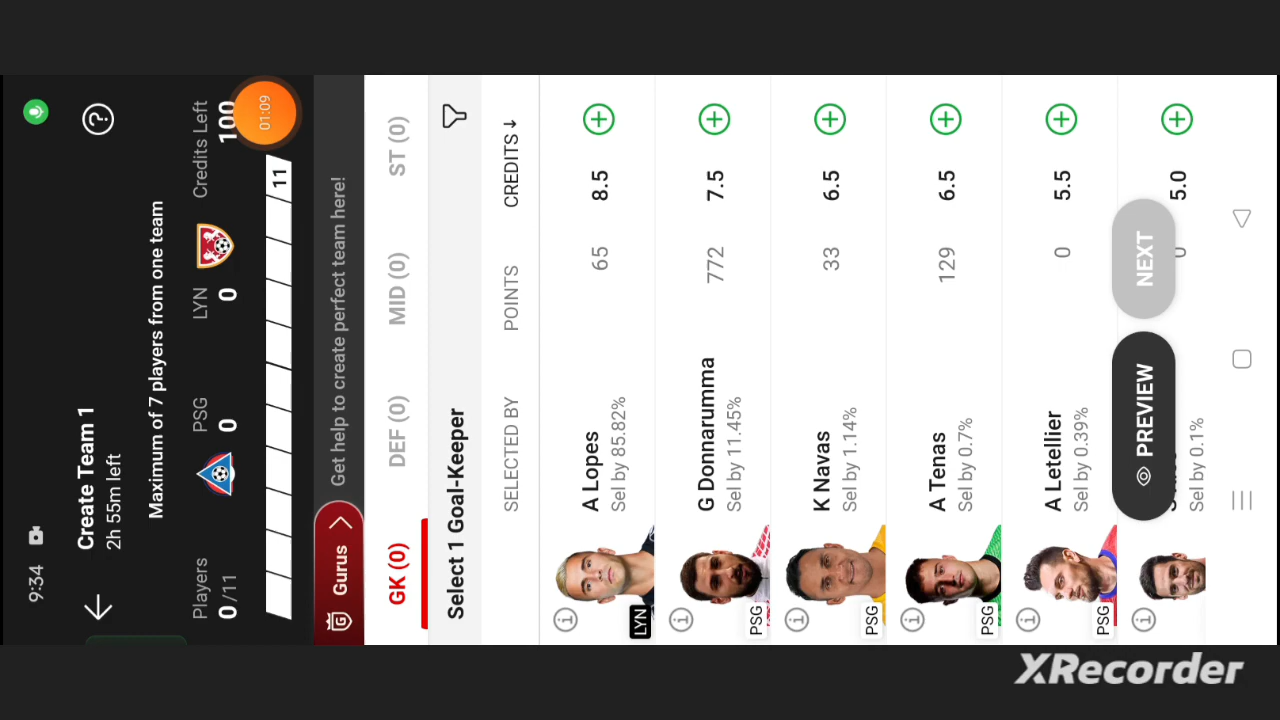 9:34
Create Team 1
2h 55m left
Maximum of 7 players from one team
Players
0/11
PSG
0
LYN
0
Credits Left
100
01:09
11
Gurus
Get help to create perfect team here!
GK (0)
DEF (0)
MID (0)
ST (0)
Select 1 Goal-Keeper
SELECTED BY
POINTS
CREDITS ↓
A Lopes
Sel by 85.82%
65
8.5
LYN
G Donnarumma
Sel by 11.45%
772
7.5
PSG
K Navas
Sel by 1.14%
33
6.5
PSG
A Tenas
Sel by 0.7%
129
6.5
PSG
A Letellier
Sel by 0.39%
0
5.5
PSG
Sel by 0.1%
5.0
PREVIEW
NEXT
XRecorder